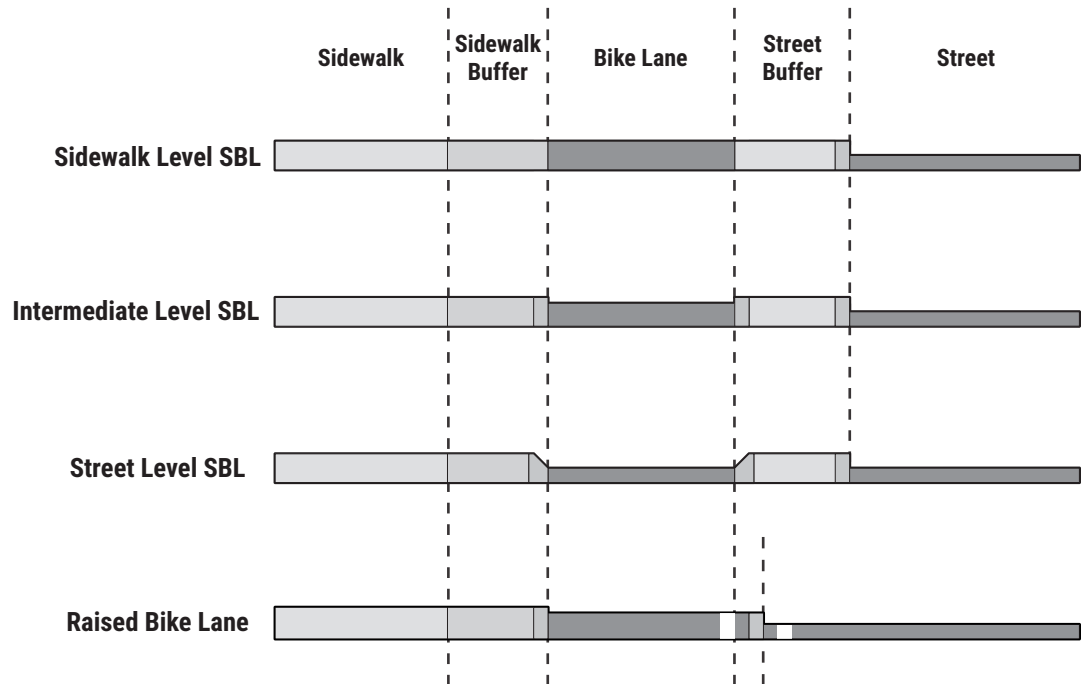 Sidewalk
Sidewalk
Buffer
Bike Lane
Street
Buffer
Street
Sidewalk Level SBL
Intermediate Level SBL
Street Level SBL
Raised Bike Lane